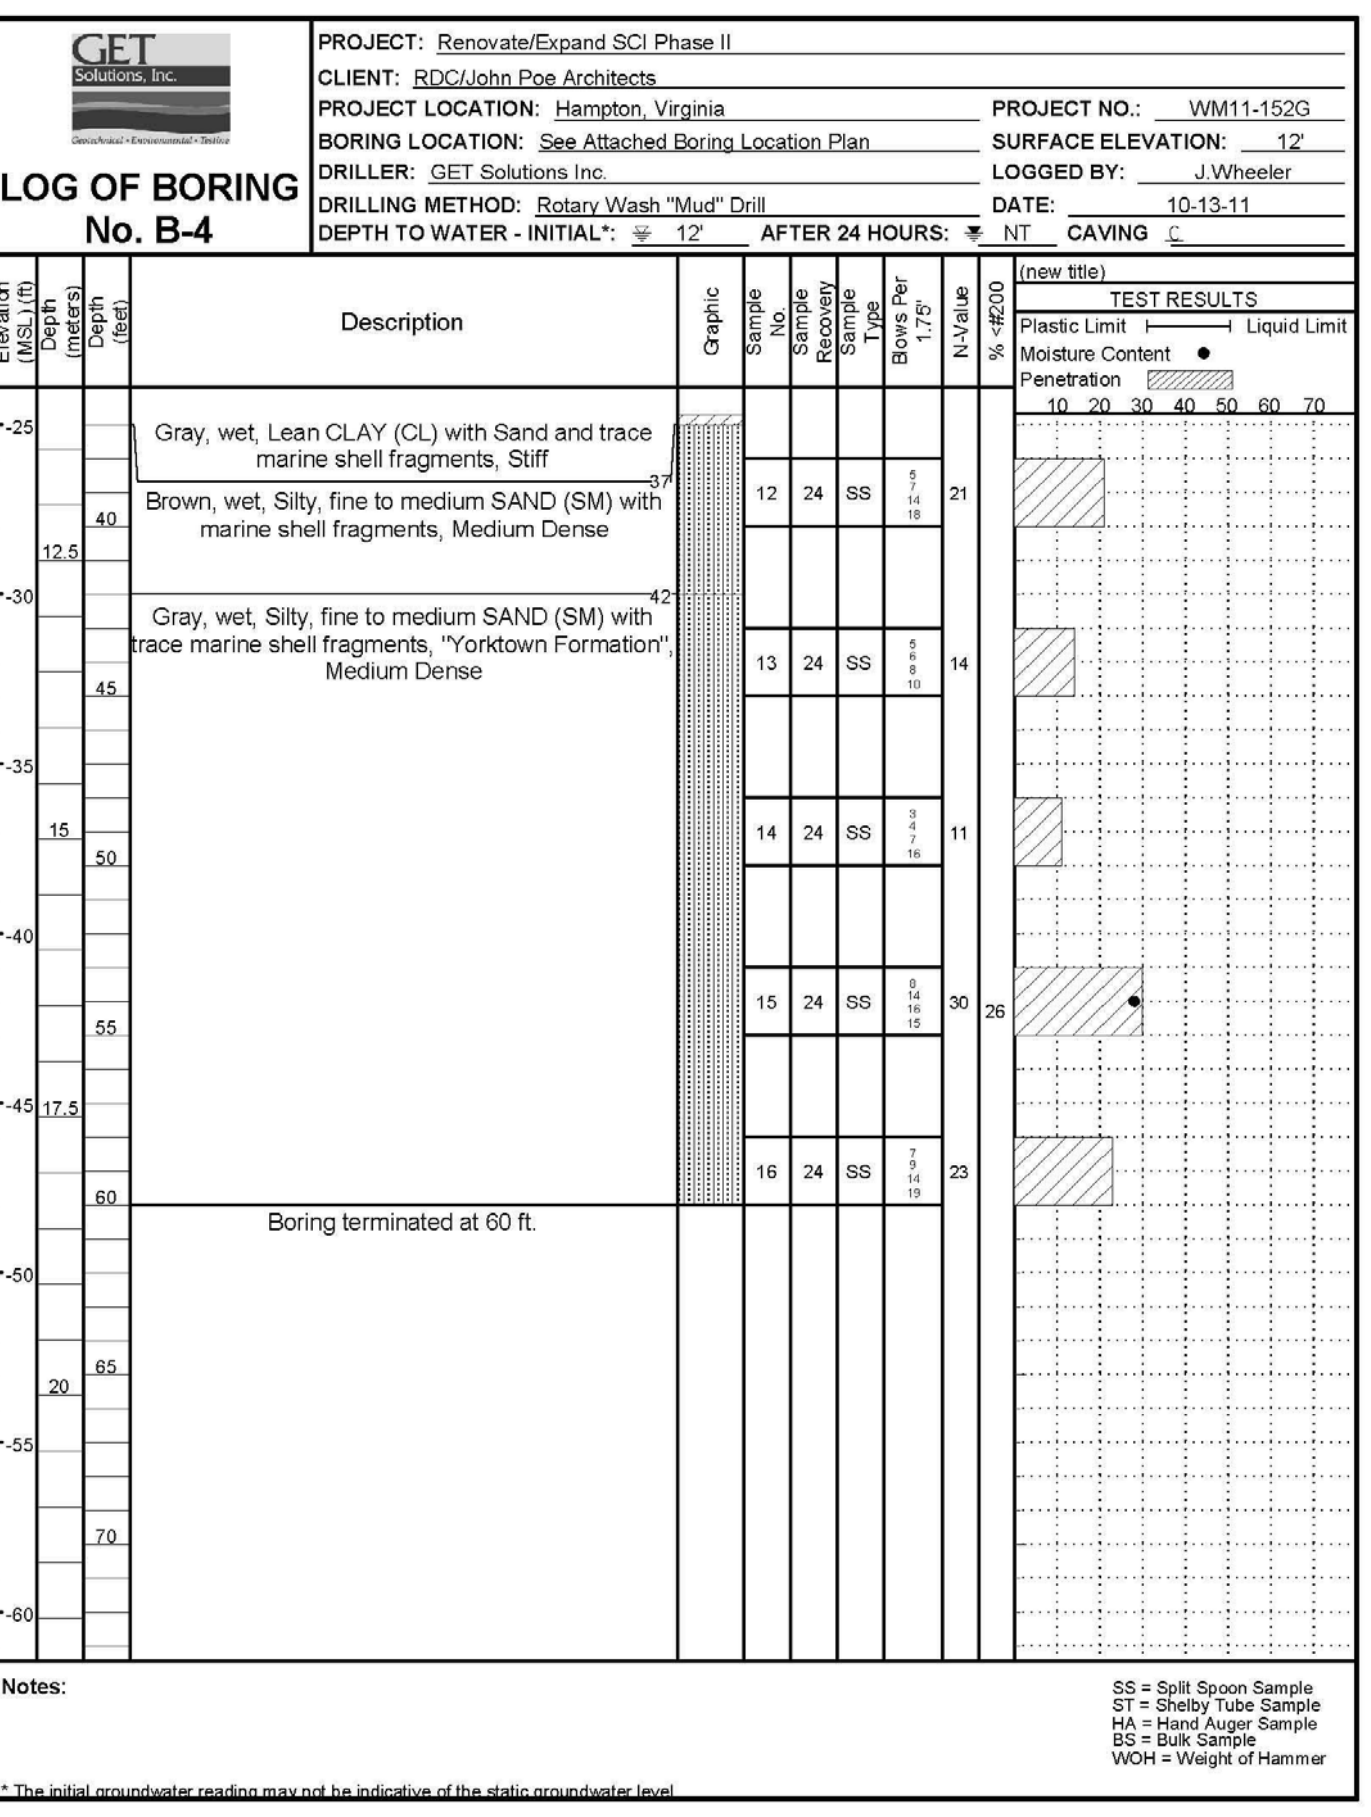 GET
Solutions, Inc.
Geotechnical • Environmental • Testing
LOG OF BORING
No. B-4
PROJECT: Renovate/Expand SCI Phase II
CLIENT: RDC/John Poe Architects
PROJECT LOCATION: Hampton, Virginia PROJECT NO.: WM11-152G
BORING LOCATION: See Attached Boring Location Plan SURFACE ELEVATION: 12'
DRILLER: GET Solutions Inc. LOGGED BY: J.Wheeler
DRILLING METHOD: Rotary Wash "Mud" Drill DATE: 10-13-11
DEPTH TO WATER - INITIAL*: 12' AFTER 24 HOURS: NT CAVING C
Elevation (MSL) (ft)
Depth (meters)
Depth (feet)
Description
Graphic
Sample No.
Sample Recovery
Sample Type
Blows Per 1.75"
N-Value
% <#200
(new title)
TEST RESULTS
Plastic Limit Liquid Limit
Moisture Content
Penetration
10 20 30 40 50 60 70
-25
Gray, wet, Lean CLAY (CL) with Sand and trace
marine shell fragments, Stiff
37
Brown, wet, Silty, fine to medium SAND (SM) with
marine shell fragments, Medium Dense
12 24 SS 5 7 14 18 21
40
12.5
-30
42
Gray, wet, Silty, fine to medium SAND (SM) with
trace marine shell fragments, "Yorktown Formation",
Medium Dense
13 24 SS 5 6 8 10 14
45
-35
15
14 24 SS 3 4 7 16 11
50
-40
15 24 SS 8 14 16 15 30 26
55
-45
17.5
16 24 SS 7 9 14 19 23
60
Boring terminated at 60 ft.
-50
65
20
-55
70
-60
Notes:
SS = Split Spoon Sample
ST = Shelby Tube Sample
HA = Hand Auger Sample
BS = Bulk Sample
WOH = Weight of Hammer
* The initial groundwater reading may not be indicative of the static groundwater level